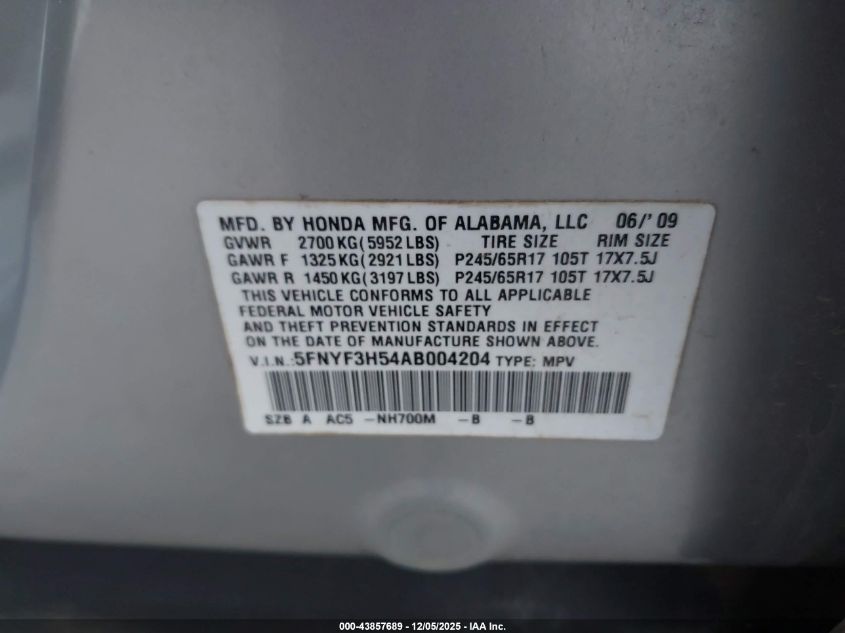 MFD. BY HONDA MFG. OF ALABAMA, LLC 06/'09
GVWR 2700 KG (5952 LBS) TIRE SIZE RIM SIZE
GAWR F 1325 KG (2921 LBS) P245/65R17 105T 17X7.5J
GAWR R 1450 KG (3197 LBS) P245/65R17 105T 17X7.5J
THIS VEHICLE CONFORMS TO ALL APPLICABLE
FEDERAL MOTOR VEHICLE SAFETY
AND THEFT PREVENTION STANDARDS IN EFFECT
ON THE DATE OF MANUFACTURE SHOWN ABOVE.
V.I.N.:5FNYF3H54AB004204 TYPE: MPV
SZB A AC5 -NH700M -B -B
000-43857689 - 12/05/2025 - IAA Inc.